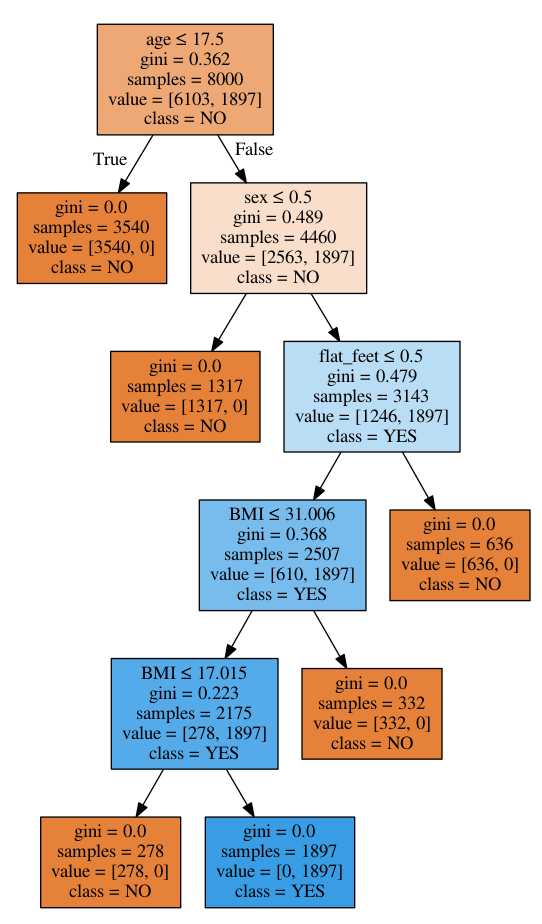 age ≤ 17.5
gini = 0.362
samples = 8000
value = [6103, 1897]
class = NO
True
False
gini = 0.0
samples = 3540
value = [3540, 0]
class = NO
sex ≤ 0.5
gini = 0.489
samples = 4460
value = [2563, 1897]
class = NO
gini = 0.0
samples = 1317
value = [1317, 0]
class = NO
flat_feet ≤ 0.5
gini = 0.479
samples = 3143
value = [1246, 1897]
class = YES
BMI ≤ 31.006
gini = 0.368
samples = 2507
value = [610, 1897]
class = YES
gini = 0.0
samples = 636
value = [636, 0]
class = NO
BMI ≤ 17.015
gini = 0.223
samples = 2175
value = [278, 1897]
class = YES
gini = 0.0
samples = 332
value = [332, 0]
class = NO
gini = 0.0
samples = 278
value = [278, 0]
class = NO
gini = 0.0
samples = 1897
value = [0, 1897]
class = YES